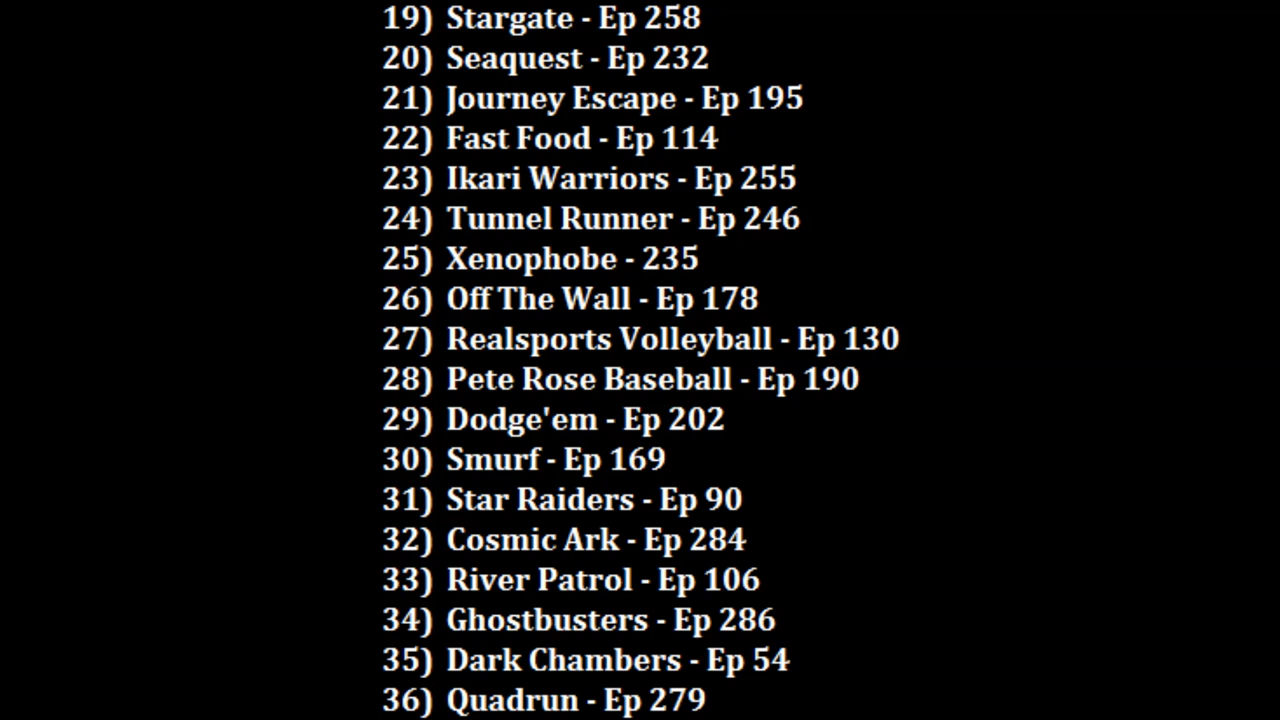 19) Stargate - Ep 258
20) Seaquest - Ep 232
21) Journey Escape - Ep 195
22) Fast Food - Ep 114
23) Ikari Warriors - Ep 255
24) Tunnel Runner - Ep 246
25) Xenophobe - 235
26) Off The Wall - Ep 178
27) Realsports Volleyball - Ep 130
28) Pete Rose Baseball - Ep 190
29) Dodge'em - Ep 202
30) Smurf - Ep 169
31) Star Raiders - Ep 90
32) Cosmic Ark - Ep 284
33) River Patrol - Ep 106
34) Ghostbusters - Ep 286
35) Dark Chambers - Ep 54
36) Quadrun - Ep 279